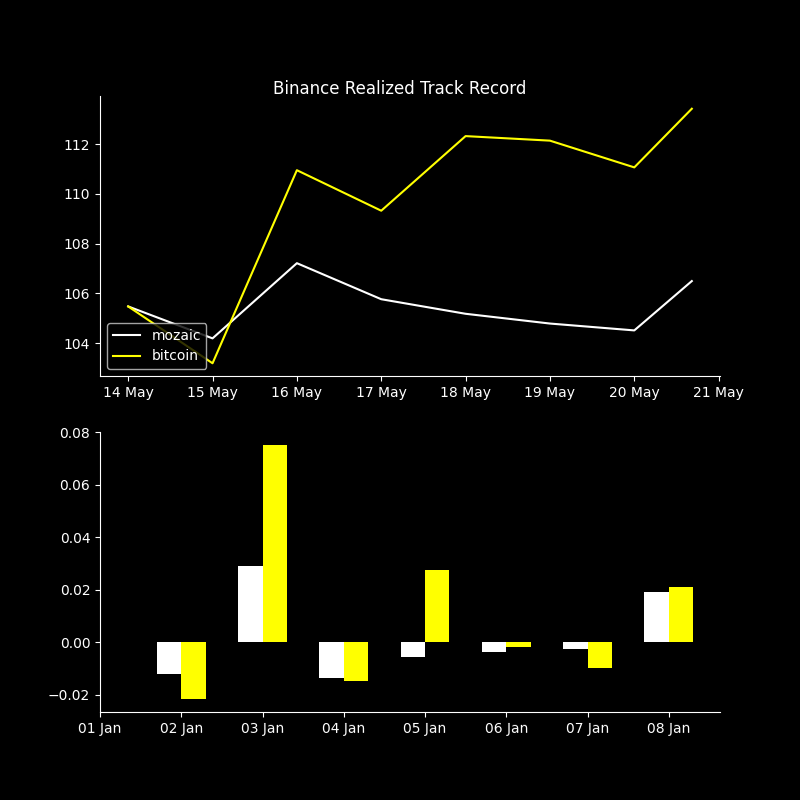 Binance Realized Track Record
112
110
108
106
104
mozaic
bitcoin
14 May 15 May 16 May 17 May 18 May 19 May 20 May 21 May
0.08
0.06
0.04
0.02
0.00
−0.02
01 Jan 02 Jan 03 Jan 04 Jan 05 Jan 06 Jan 07 Jan 08 Jan